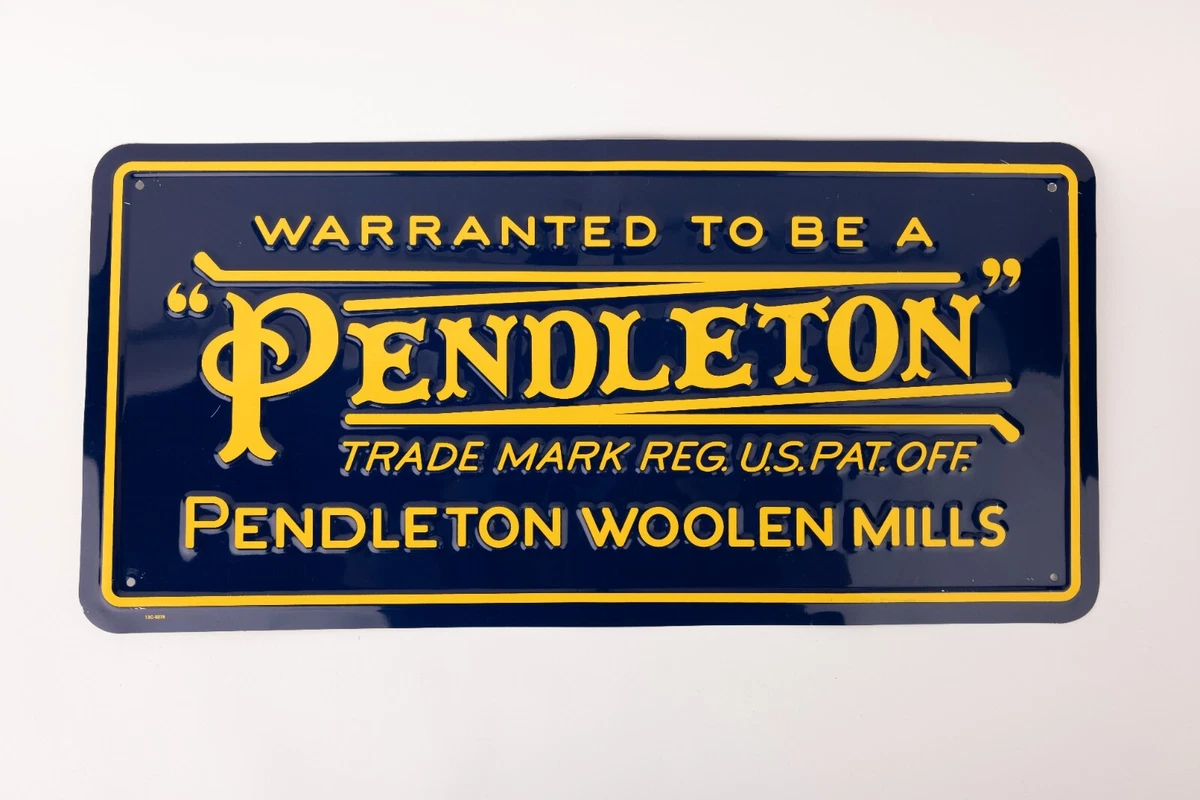 WARRANTED TO BE A
“PENDLETON”
TRADE MARK REG. U.S. PAT. OFF.
PENDLETON WOOLEN MILLS